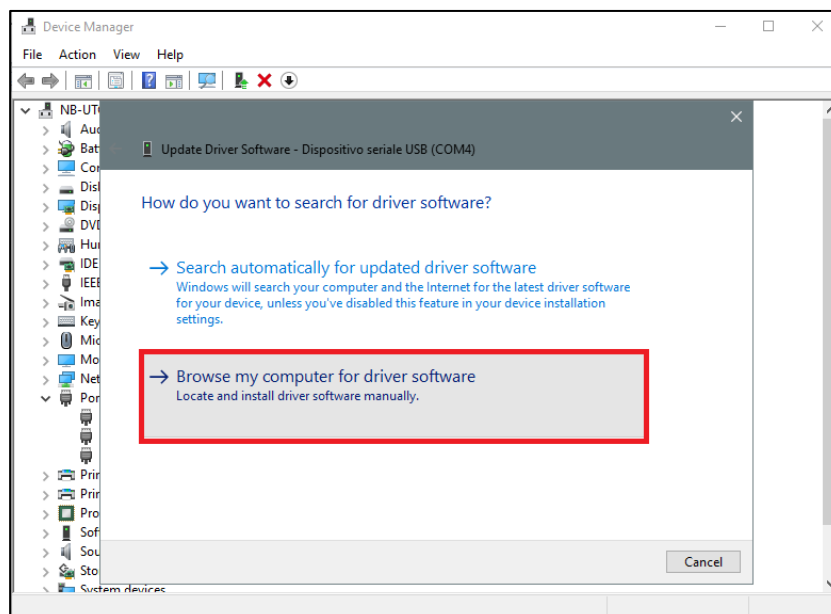 Device Manager
File Action View Help
NB-UT
Update Driver Software - Dispositivo seriale USB (COM4)
How do you want to search for driver software?
Search automatically for updated driver software
Windows will search your computer and the Internet for the latest driver software
for your device, unless you've disabled this feature in your device installation
settings.
Browse my computer for driver software
Locate and install driver software manually.
Cancel
Aud
Bat
Cor
Disl
Disp
DVD
Hur
IDE
IEEE
Ima
Key
Mic
Mo
Net
Por
Prin
Prin
Pro
Sof
Sou
Sto
System devices